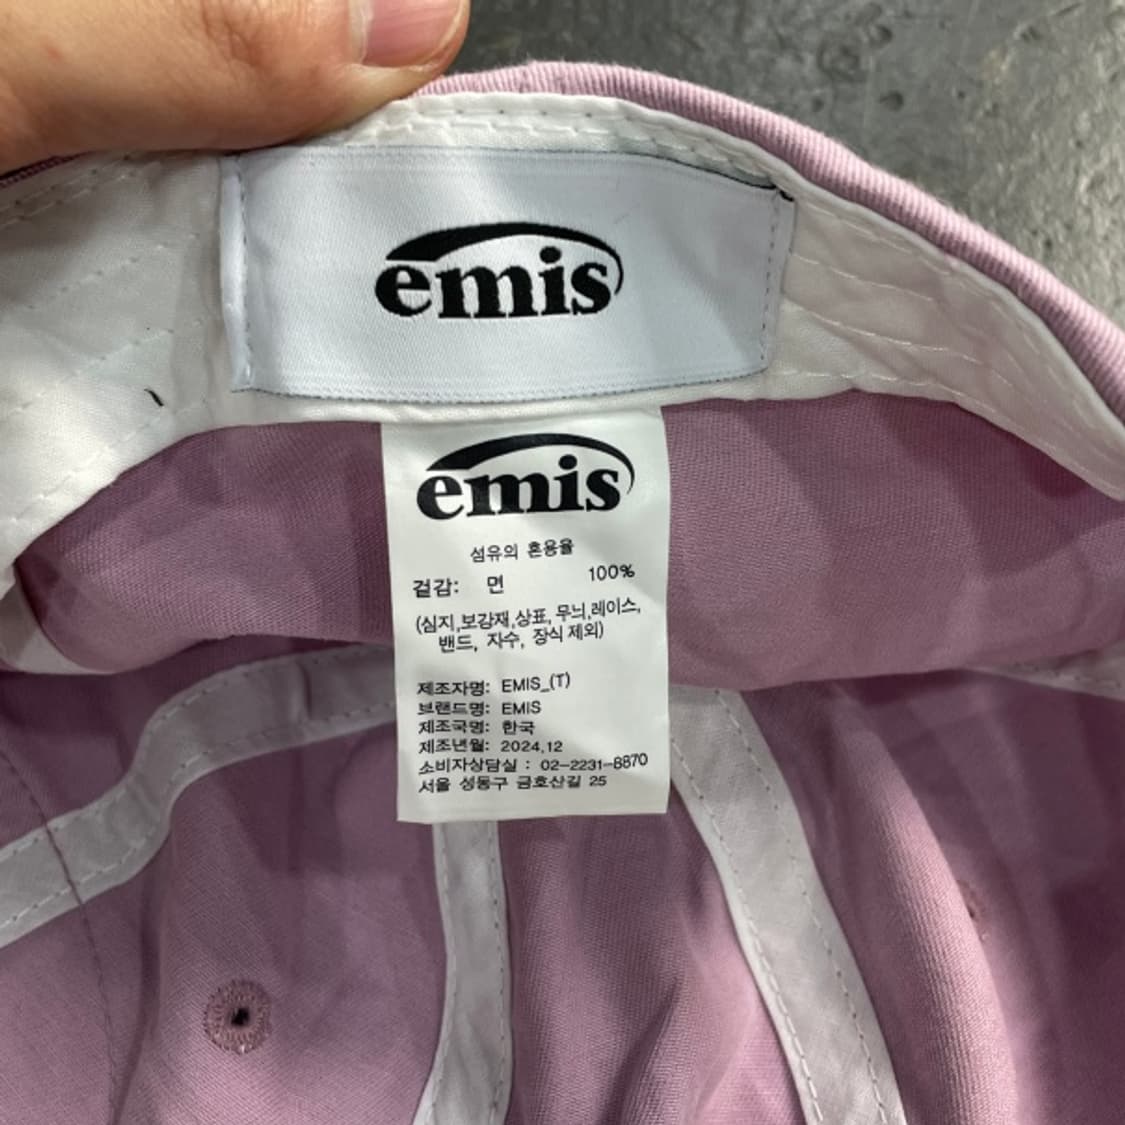 emis
emis
섬유의 혼용율
겉감: 면 100%
(심지,보강재,상표, 무늬,레이스,
밴드, 자수, 장식 제외)
제조자명: EMIS_(T)
브랜드명: EMIS
제조국명: 한국
제조년월: 2024.12
소비자상담실 : 02-2231-8870
서울 성동구 금호산길 25